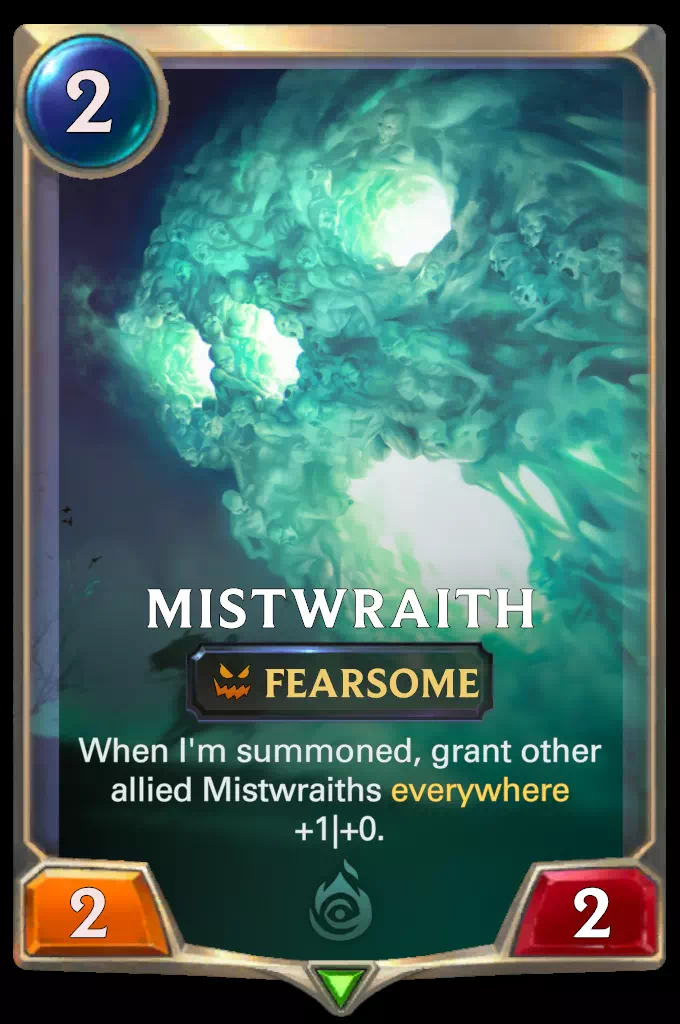 2
MISTWRAITH
FEARSOME
When I'm summoned, grant other
allied Mistwraiths everywhere
+1|+0.
2
2